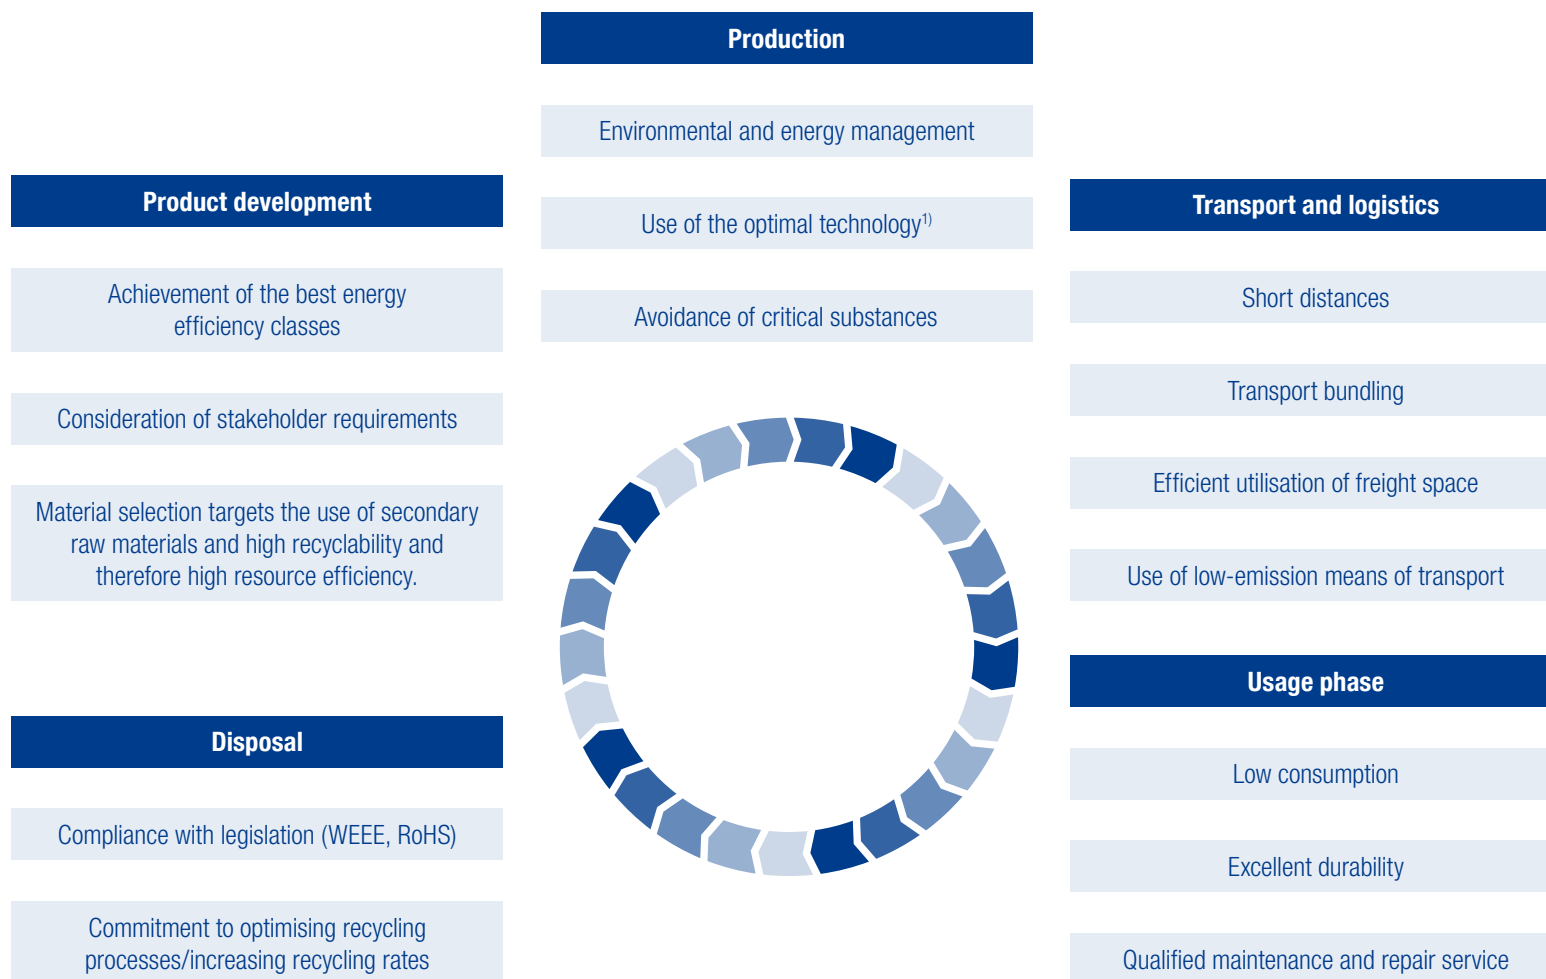 Production
Environmental and energy management
Use of the optimal technology1)
Avoidance of critical substances
Product development
Achievement of the best energy
efficiency classes
Consideration of stakeholder requirements
Material selection targets the use of secondary
raw materials and high recyclability and
therefore high resource efficiency.
Transport and logistics
Short distances
Transport bundling
Efficient utilisation of freight space
Use of low-emission means of transport
Disposal
Compliance with legislation (WEEE, RoHS)
Commitment to optimising recycling
processes/increasing recycling rates
Usage phase
Low consumption
Excellent durability
Qualified maintenance and repair service